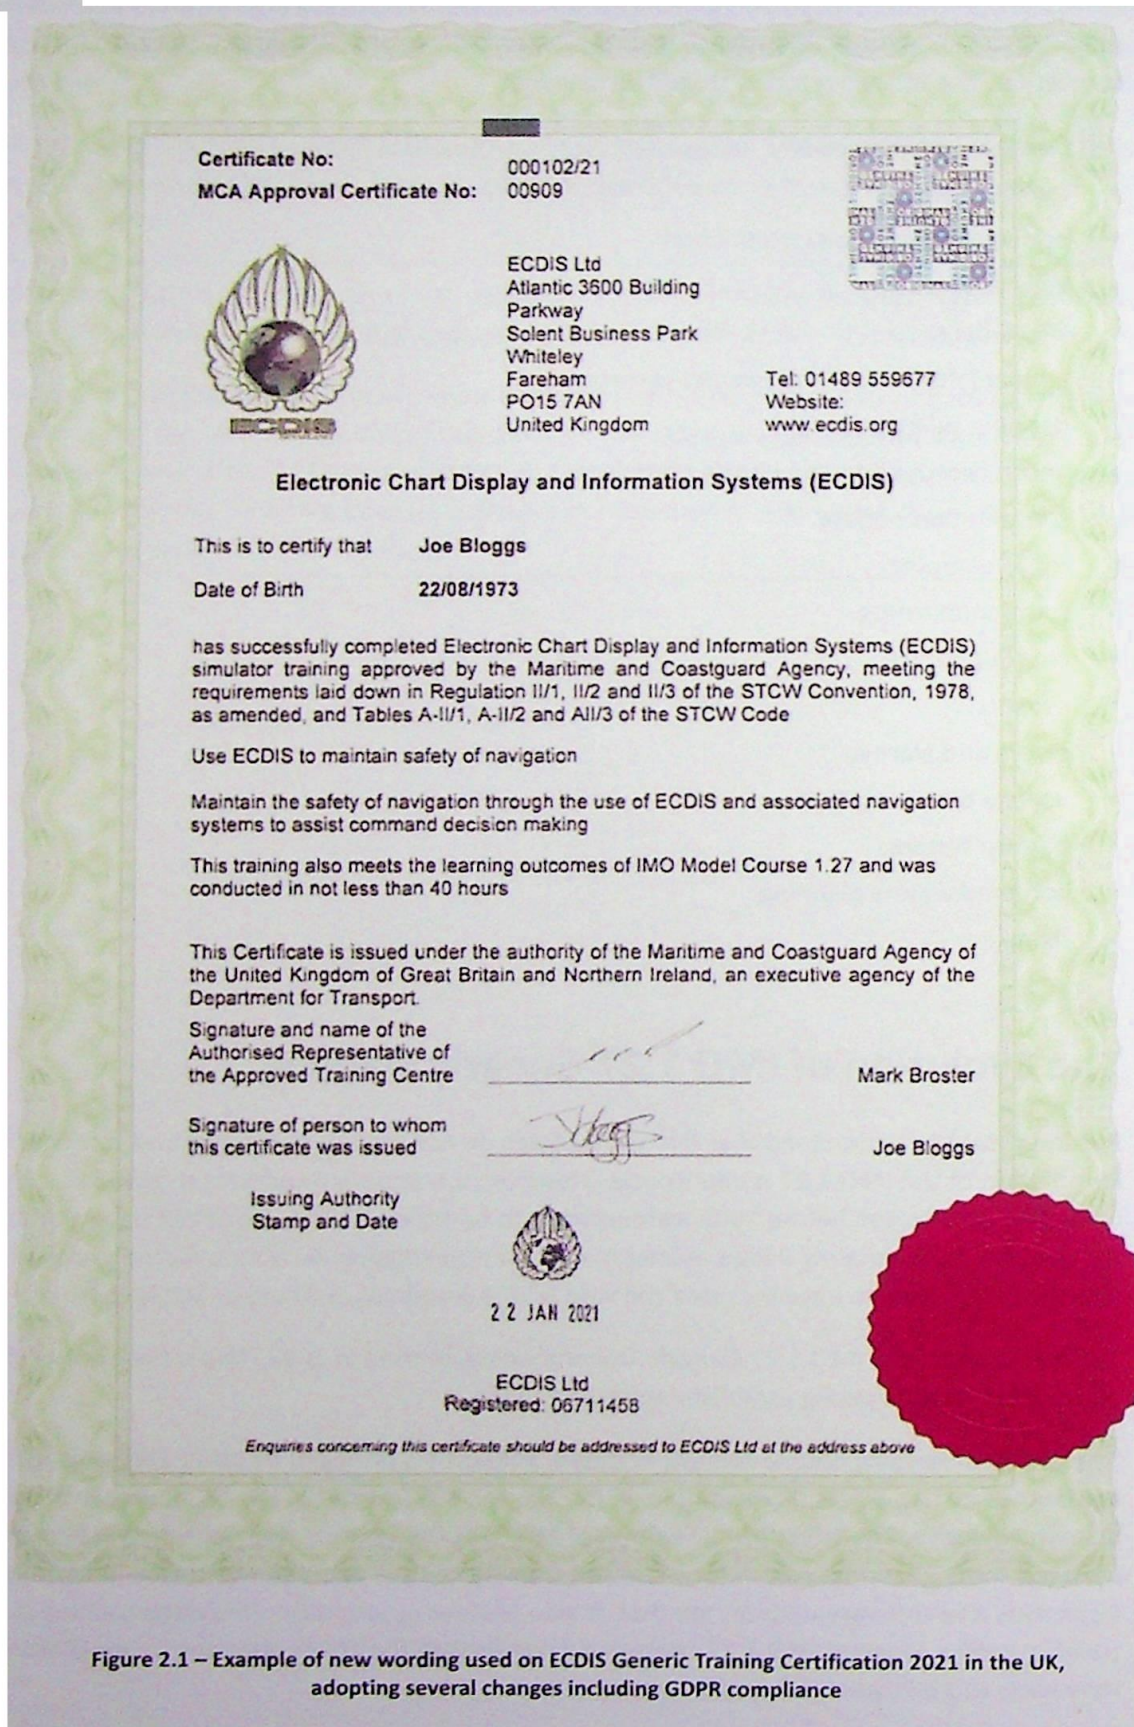 Certificate No: 000102/21
MCA Approval Certificate No: 00909
ECDIS Ltd
Atlantic 3600 Building
Parkway
Solent Business Park
Whiteley
Fareham
PO15 7AN
United Kingdom
Tel: 01489 559677
Website:
www.ecdis.org
ECDIS
Electronic Chart Display and Information Systems (ECDIS)
This is to certify that Joe Bloggs
Date of Birth 22/08/1973
has successfully completed Electronic Chart Display and Information Systems (ECDIS)
simulator training approved by the Maritime and Coastguard Agency, meeting the
requirements laid down in Regulation II/1, II/2 and II/3 of the STCW Convention, 1978,
as amended, and Tables A-II/1, A-II/2 and AII/3 of the STCW Code
Use ECDIS to maintain safety of navigation
Maintain the safety of navigation through the use of ECDIS and associated navigation
systems to assist command decision making
This training also meets the learning outcomes of IMO Model Course 1.27 and was
conducted in not less than 40 hours
This Certificate is issued under the authority of the Maritime and Coastguard Agency of
the United Kingdom of Great Britain and Northern Ireland, an executive agency of the
Department for Transport.
Signature and name of the
Authorised Representative of
the Approved Training Centre Mark Broster
Signature of person to whom
this certificate was issued JBloggs Joe Bloggs
Issuing Authority
Stamp and Date
22 JAN 2021
ECDIS Ltd
Registered: 06711458
Enquiries concerning this certificate should be addressed to ECDIS Ltd at the address above
Figure 2.1 – Example of new wording used on ECDIS Generic Training Certification 2021 in the UK,
adopting several changes including GDPR compliance